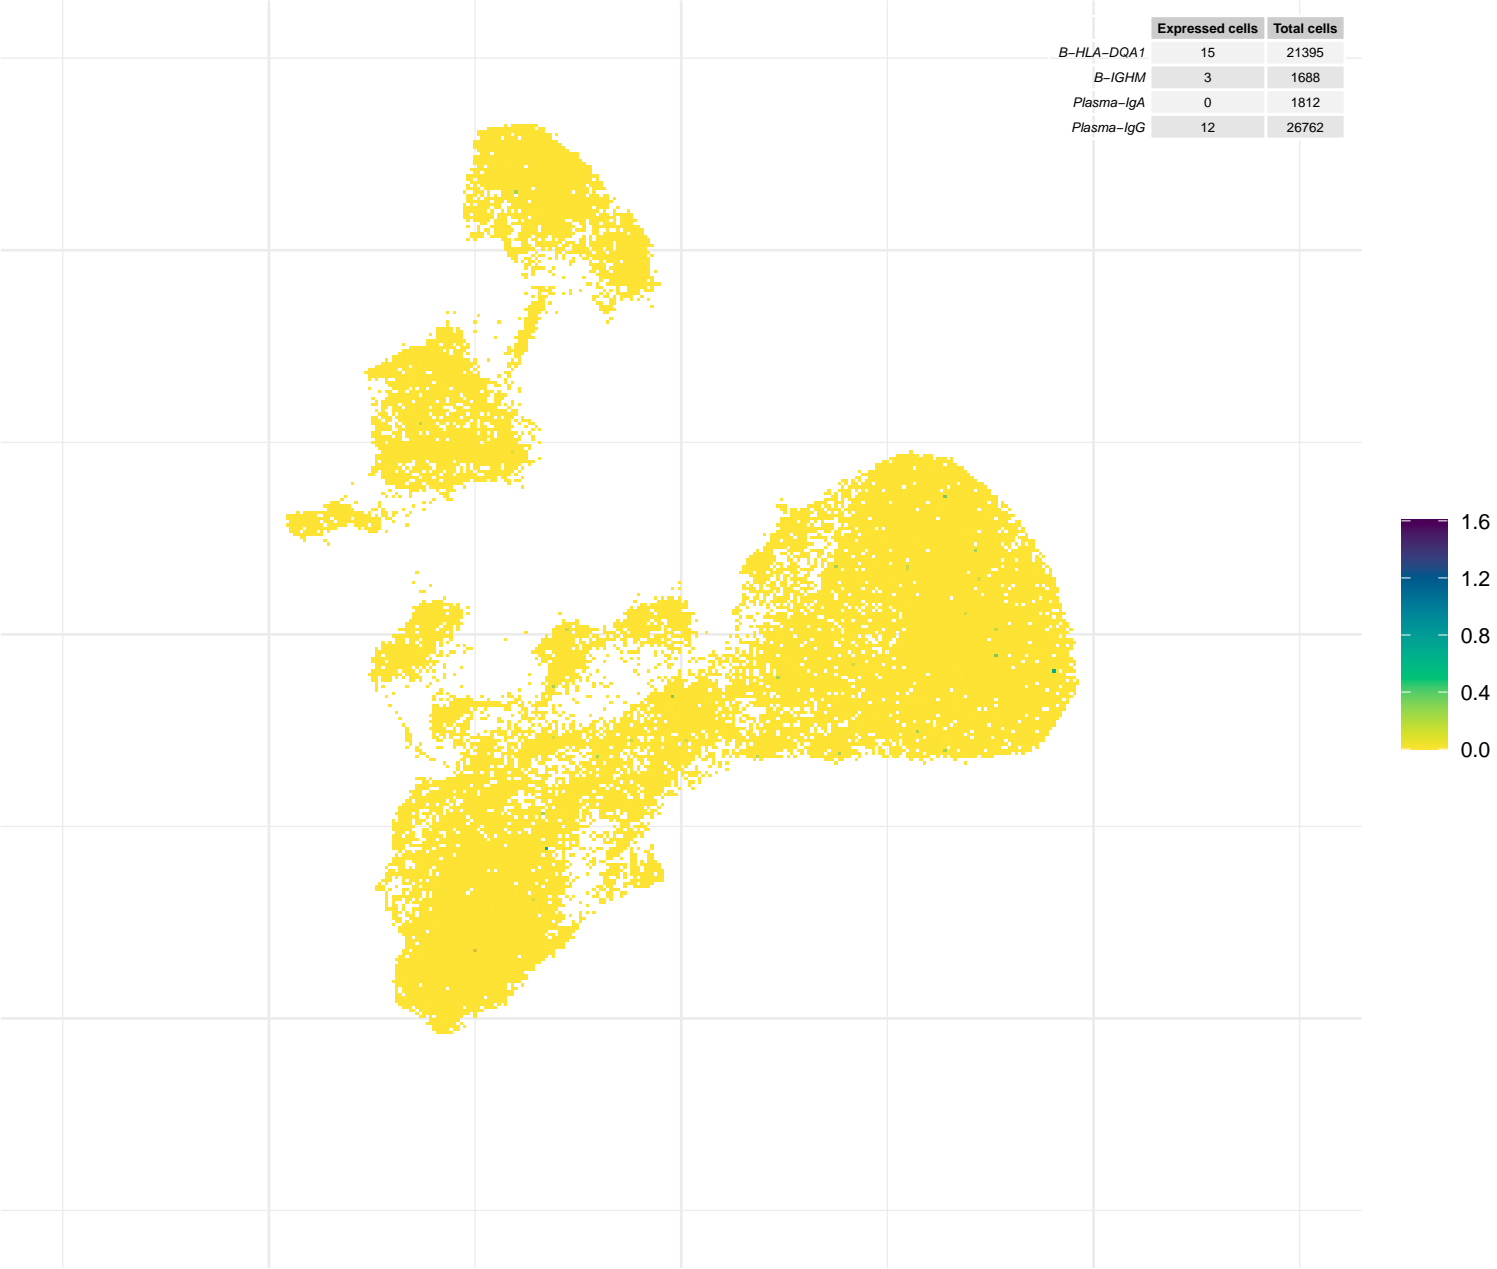 Expressed cells Total cells
B−HLA−DQA1 15 21395
B−IGHM 3 1688
Plasma−IgA 0 1812
Plasma−IgG 12 26762
1.6
1.2
0.8
0.4
0.0